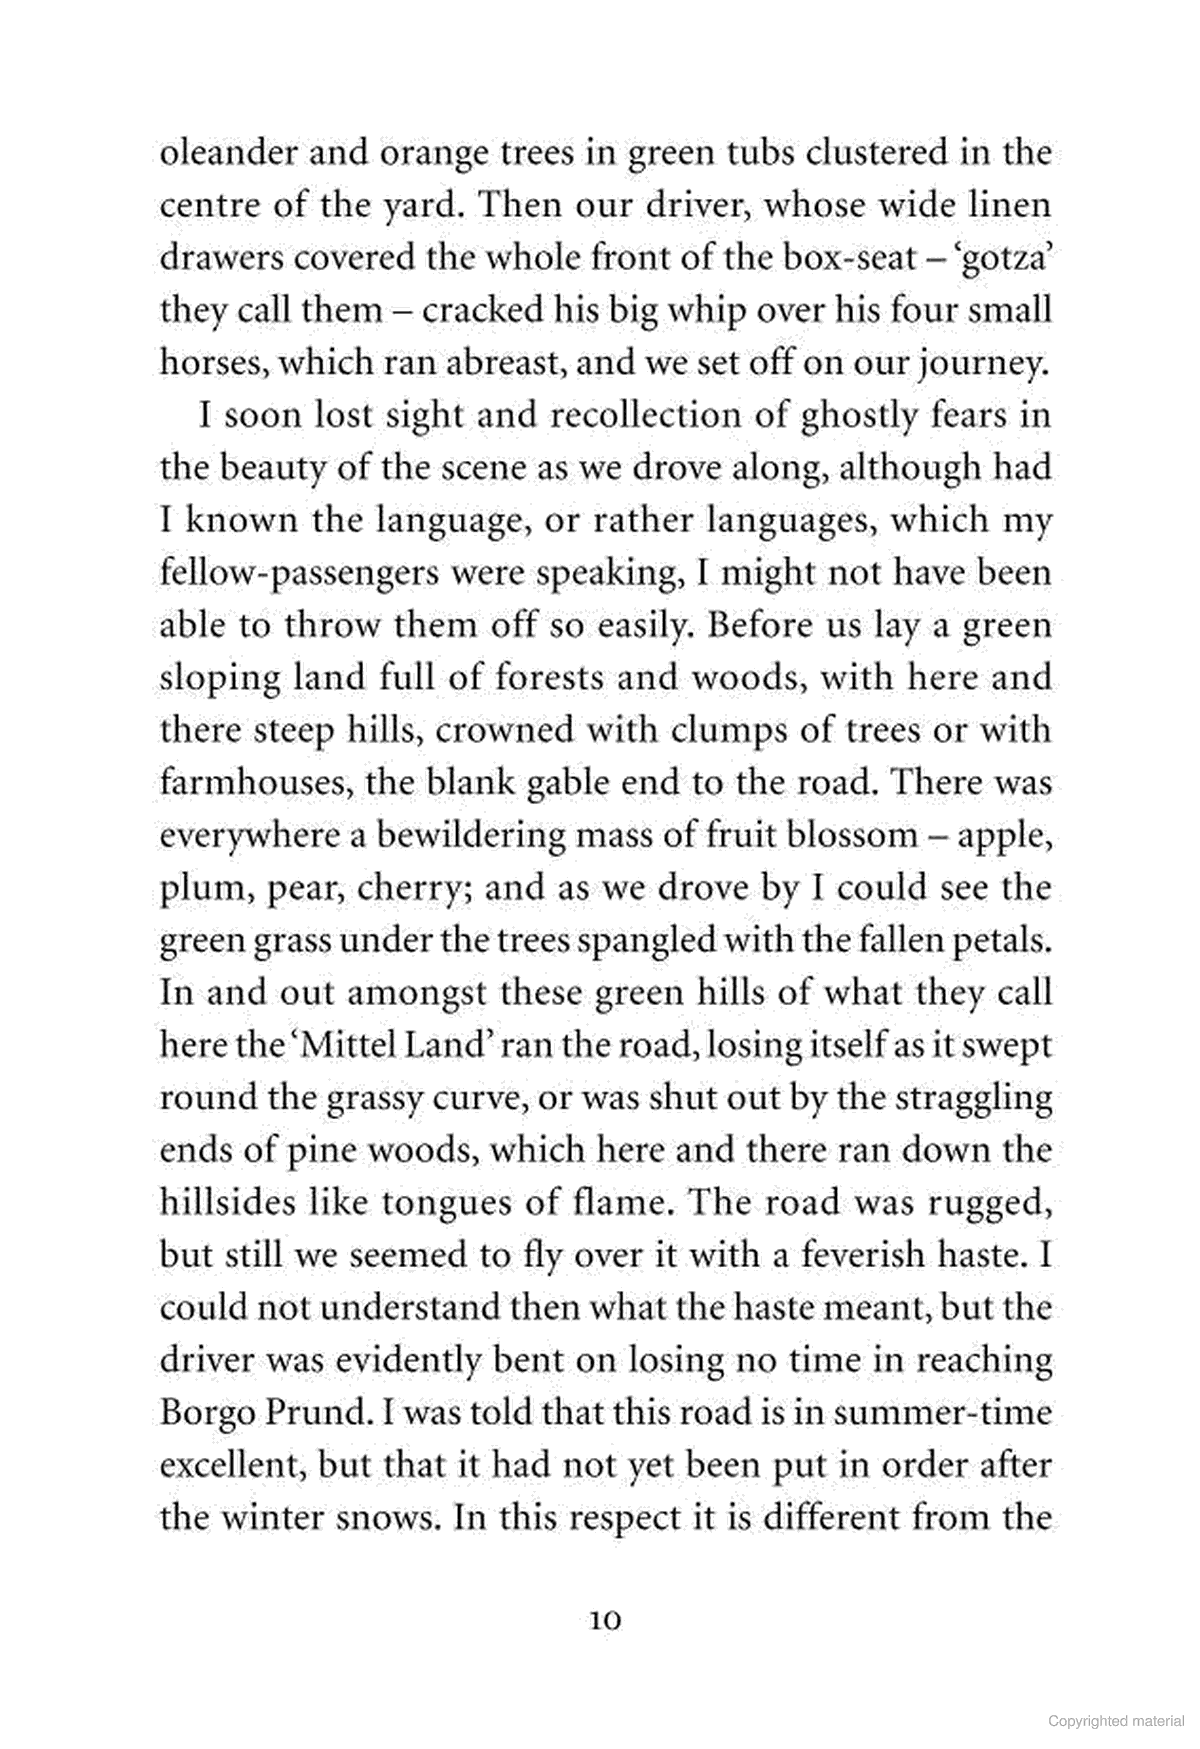 oleander and orange trees in green tubs clustered in the
centre of the yard. Then our driver, whose wide linen
drawers covered the whole front of the box-seat – ‘gotza’
they call them – cracked his big whip over his four small
horses, which ran abreast, and we set off on our journey.
I soon lost sight and recollection of ghostly fears in
the beauty of the scene as we drove along, although had
I known the language, or rather languages, which my
fellow-passengers were speaking, I might not have been
able to throw them off so easily. Before us lay a green
sloping land full of forests and woods, with here and
there steep hills, crowned with clumps of trees or with
farmhouses, the blank gable end to the road. There was
everywhere a bewildering mass of fruit blossom – apple,
plum, pear, cherry; and as we drove by I could see the
green grass under the trees spangled with the fallen petals.
In and out amongst these green hills of what they call
here the ‘Mittel Land’ ran the road, losing itself as it swept
round the grassy curve, or was shut out by the straggling
ends of pine woods, which here and there ran down the
hillsides like tongues of flame. The road was rugged,
but still we seemed to fly over it with a feverish haste. I
could not understand then what the haste meant, but the
driver was evidently bent on losing no time in reaching
Borgo Prund. I was told that this road is in summer-time
excellent, but that it had not yet been put in order after
the winter snows. In this respect it is different from the
10
Copyrighted material